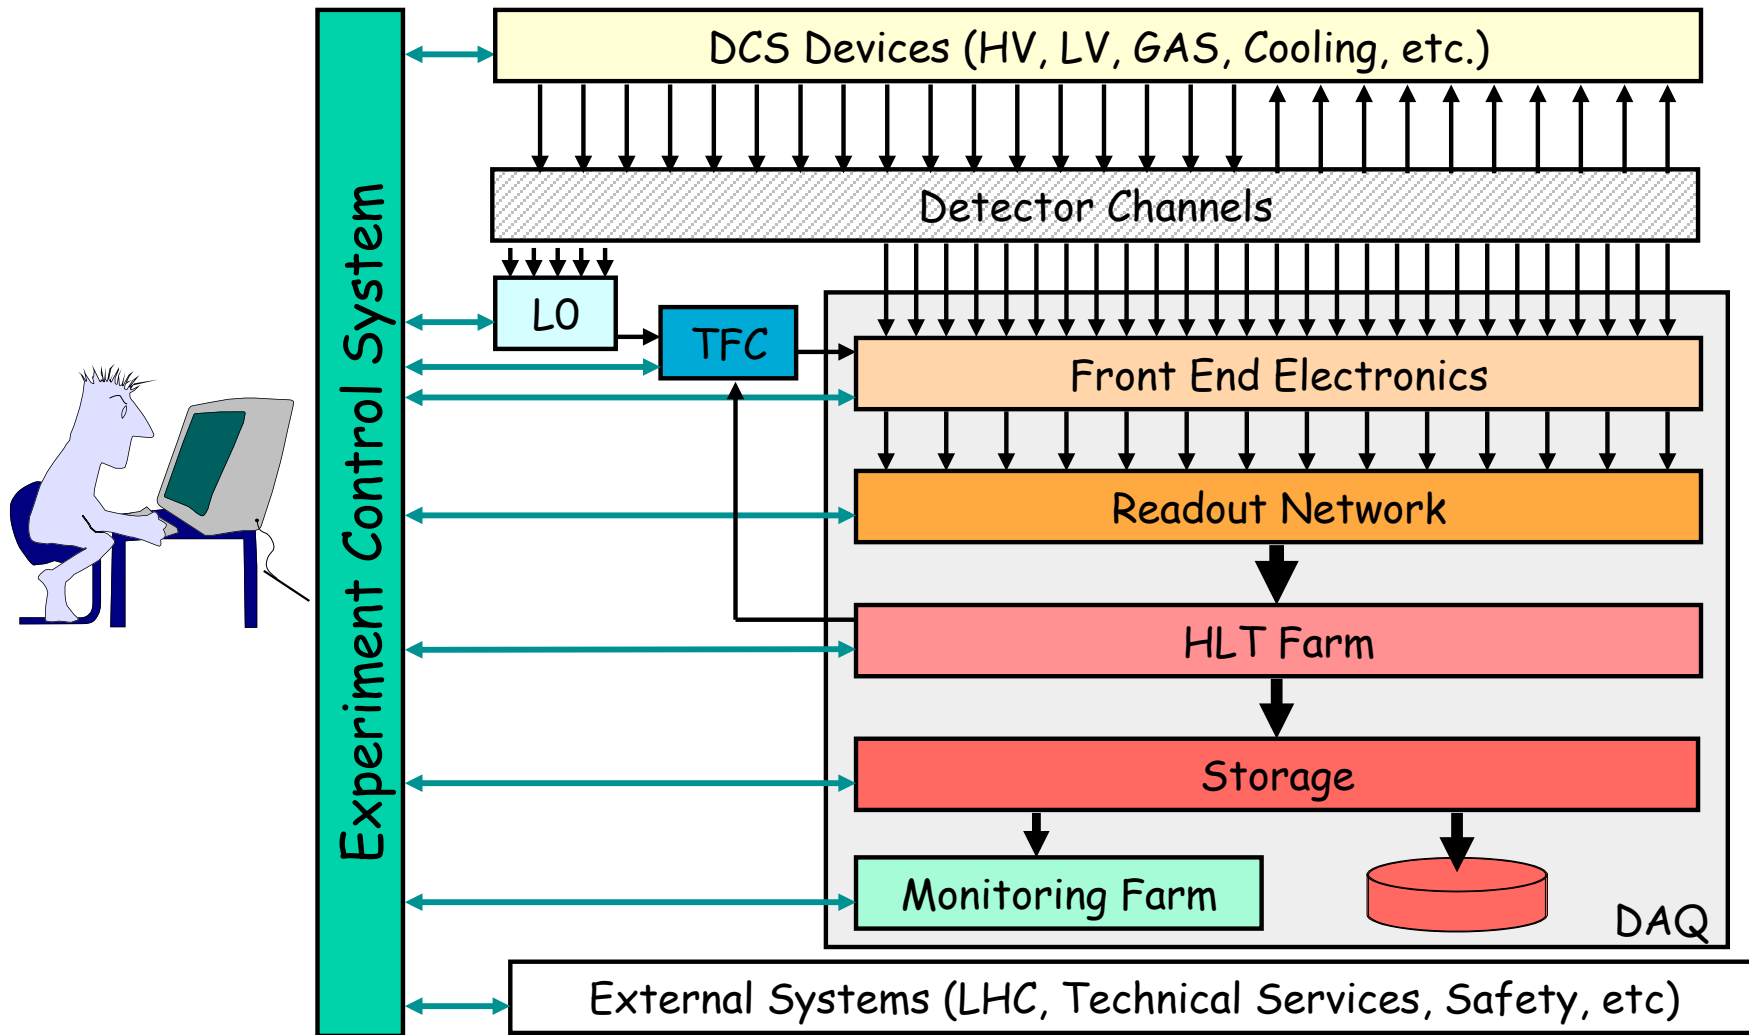 Experiment Control System
DCS Devices (HV, LV, GAS, Cooling, etc.)
Detector Channels
L0
TFC
Front End Electronics
Readout Network
HLT Farm
Storage
Monitoring Farm
DAQ
External Systems (LHC, Technical Services, Safety, etc)